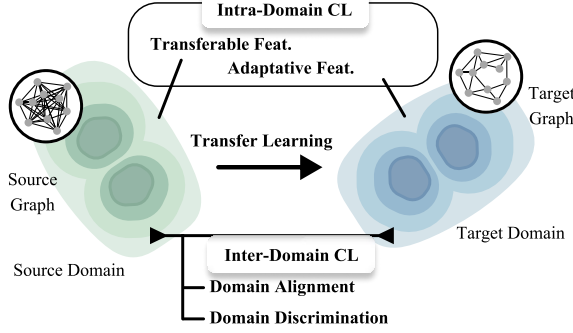 Intra-Domain CL
Transferable Feat.
Adaptative Feat.
Target
Graph
Transfer Learning
Source
Graph
Target Domain
Inter-Domain CL
Source Domain
Domain Alignment
Domain Discrimination